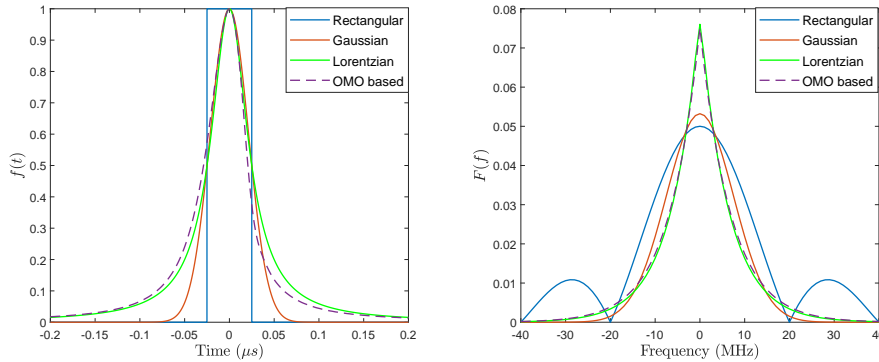 1
0.9
0.8
0.7
0.6
0.5
0.4
0.3
0.2
0.1
0
f(t)
-0.2 -0.15 -0.1 -0.05 0 0.05 0.1 0.15 0.2
Time (μs)
Rectangular
Gaussian
Lorentzian
OMO based
0.08
0.07
0.06
0.05
0.04
0.03
0.02
0.01
0
F(f)
-40 -20 -10 0 10 20 40
-30 30
Frequency (MHz)
Rectangular
Gaussian
Lorentzian
OMO based